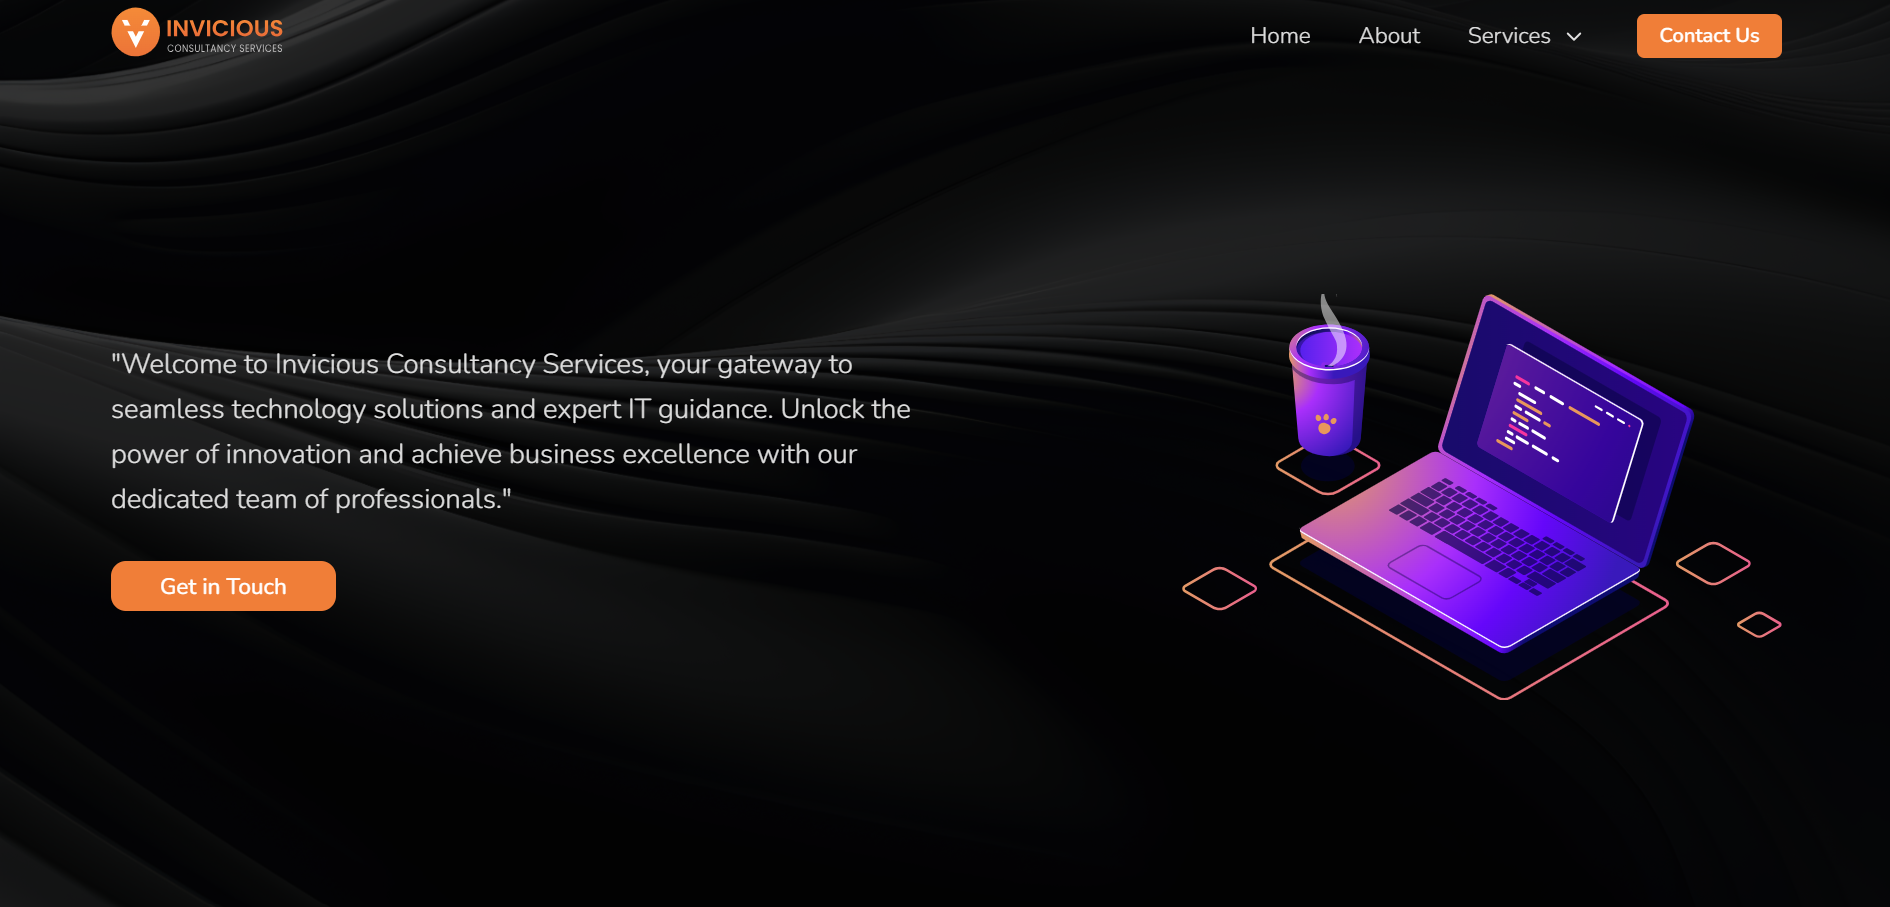 INVICIOUS
CONSULTANCY SERVICES
Home About Services Contact Us
"Welcome to Invicious Consultancy Services, your gateway to
seamless technology solutions and expert IT guidance. Unlock the
power of innovation and achieve business excellence with our
dedicated team of professionals."
Get in Touch